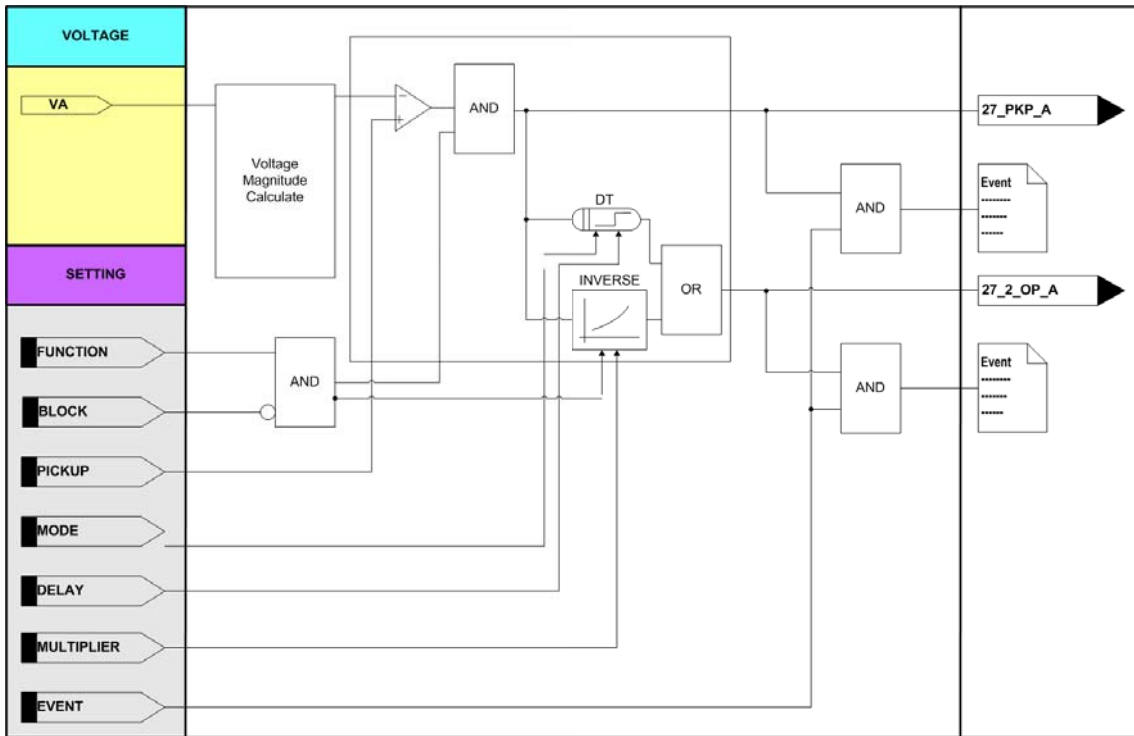 VOLTAGE
VA
Voltage
Magnitude
Calculate
AND
27_PKP_A
Event
--------
-------
------
AND
DT
SETTING
INVERSE
OR
27_2_OP_A
FUNCTION
AND
Event
--------
-------
------
AND
BLOCK
PICKUP
MODE
DELAY
MULTIPLIER
EVENT